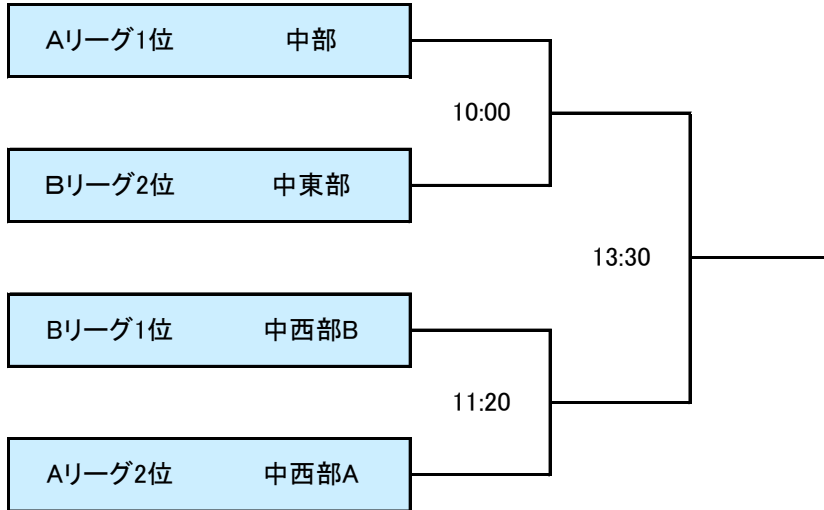 Aリーグ1位 中部
10:00
Bリーグ2位 中東部
13:30
Bリーグ1位 中西部B
11:20
Aリーグ2位 中西部A